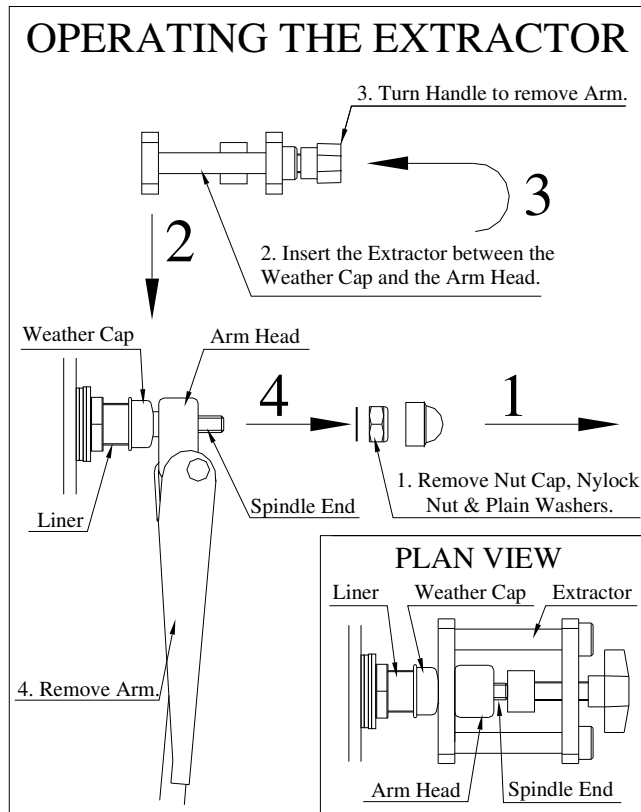 OPERATING THE EXTRACTOR
3. Turn Handle to remove Arm.
3
2
2. Insert the Extractor between the
Weather Cap and the Arm Head.
Weather Cap
Arm Head
4
1
1. Remove Nut Cap, Nylock
Nut & Plain Washers.
Liner
Spindle End
4. Remove Arm.
PLAN VIEW
Liner
Weather Cap
Extractor
Arm Head
Spindle End